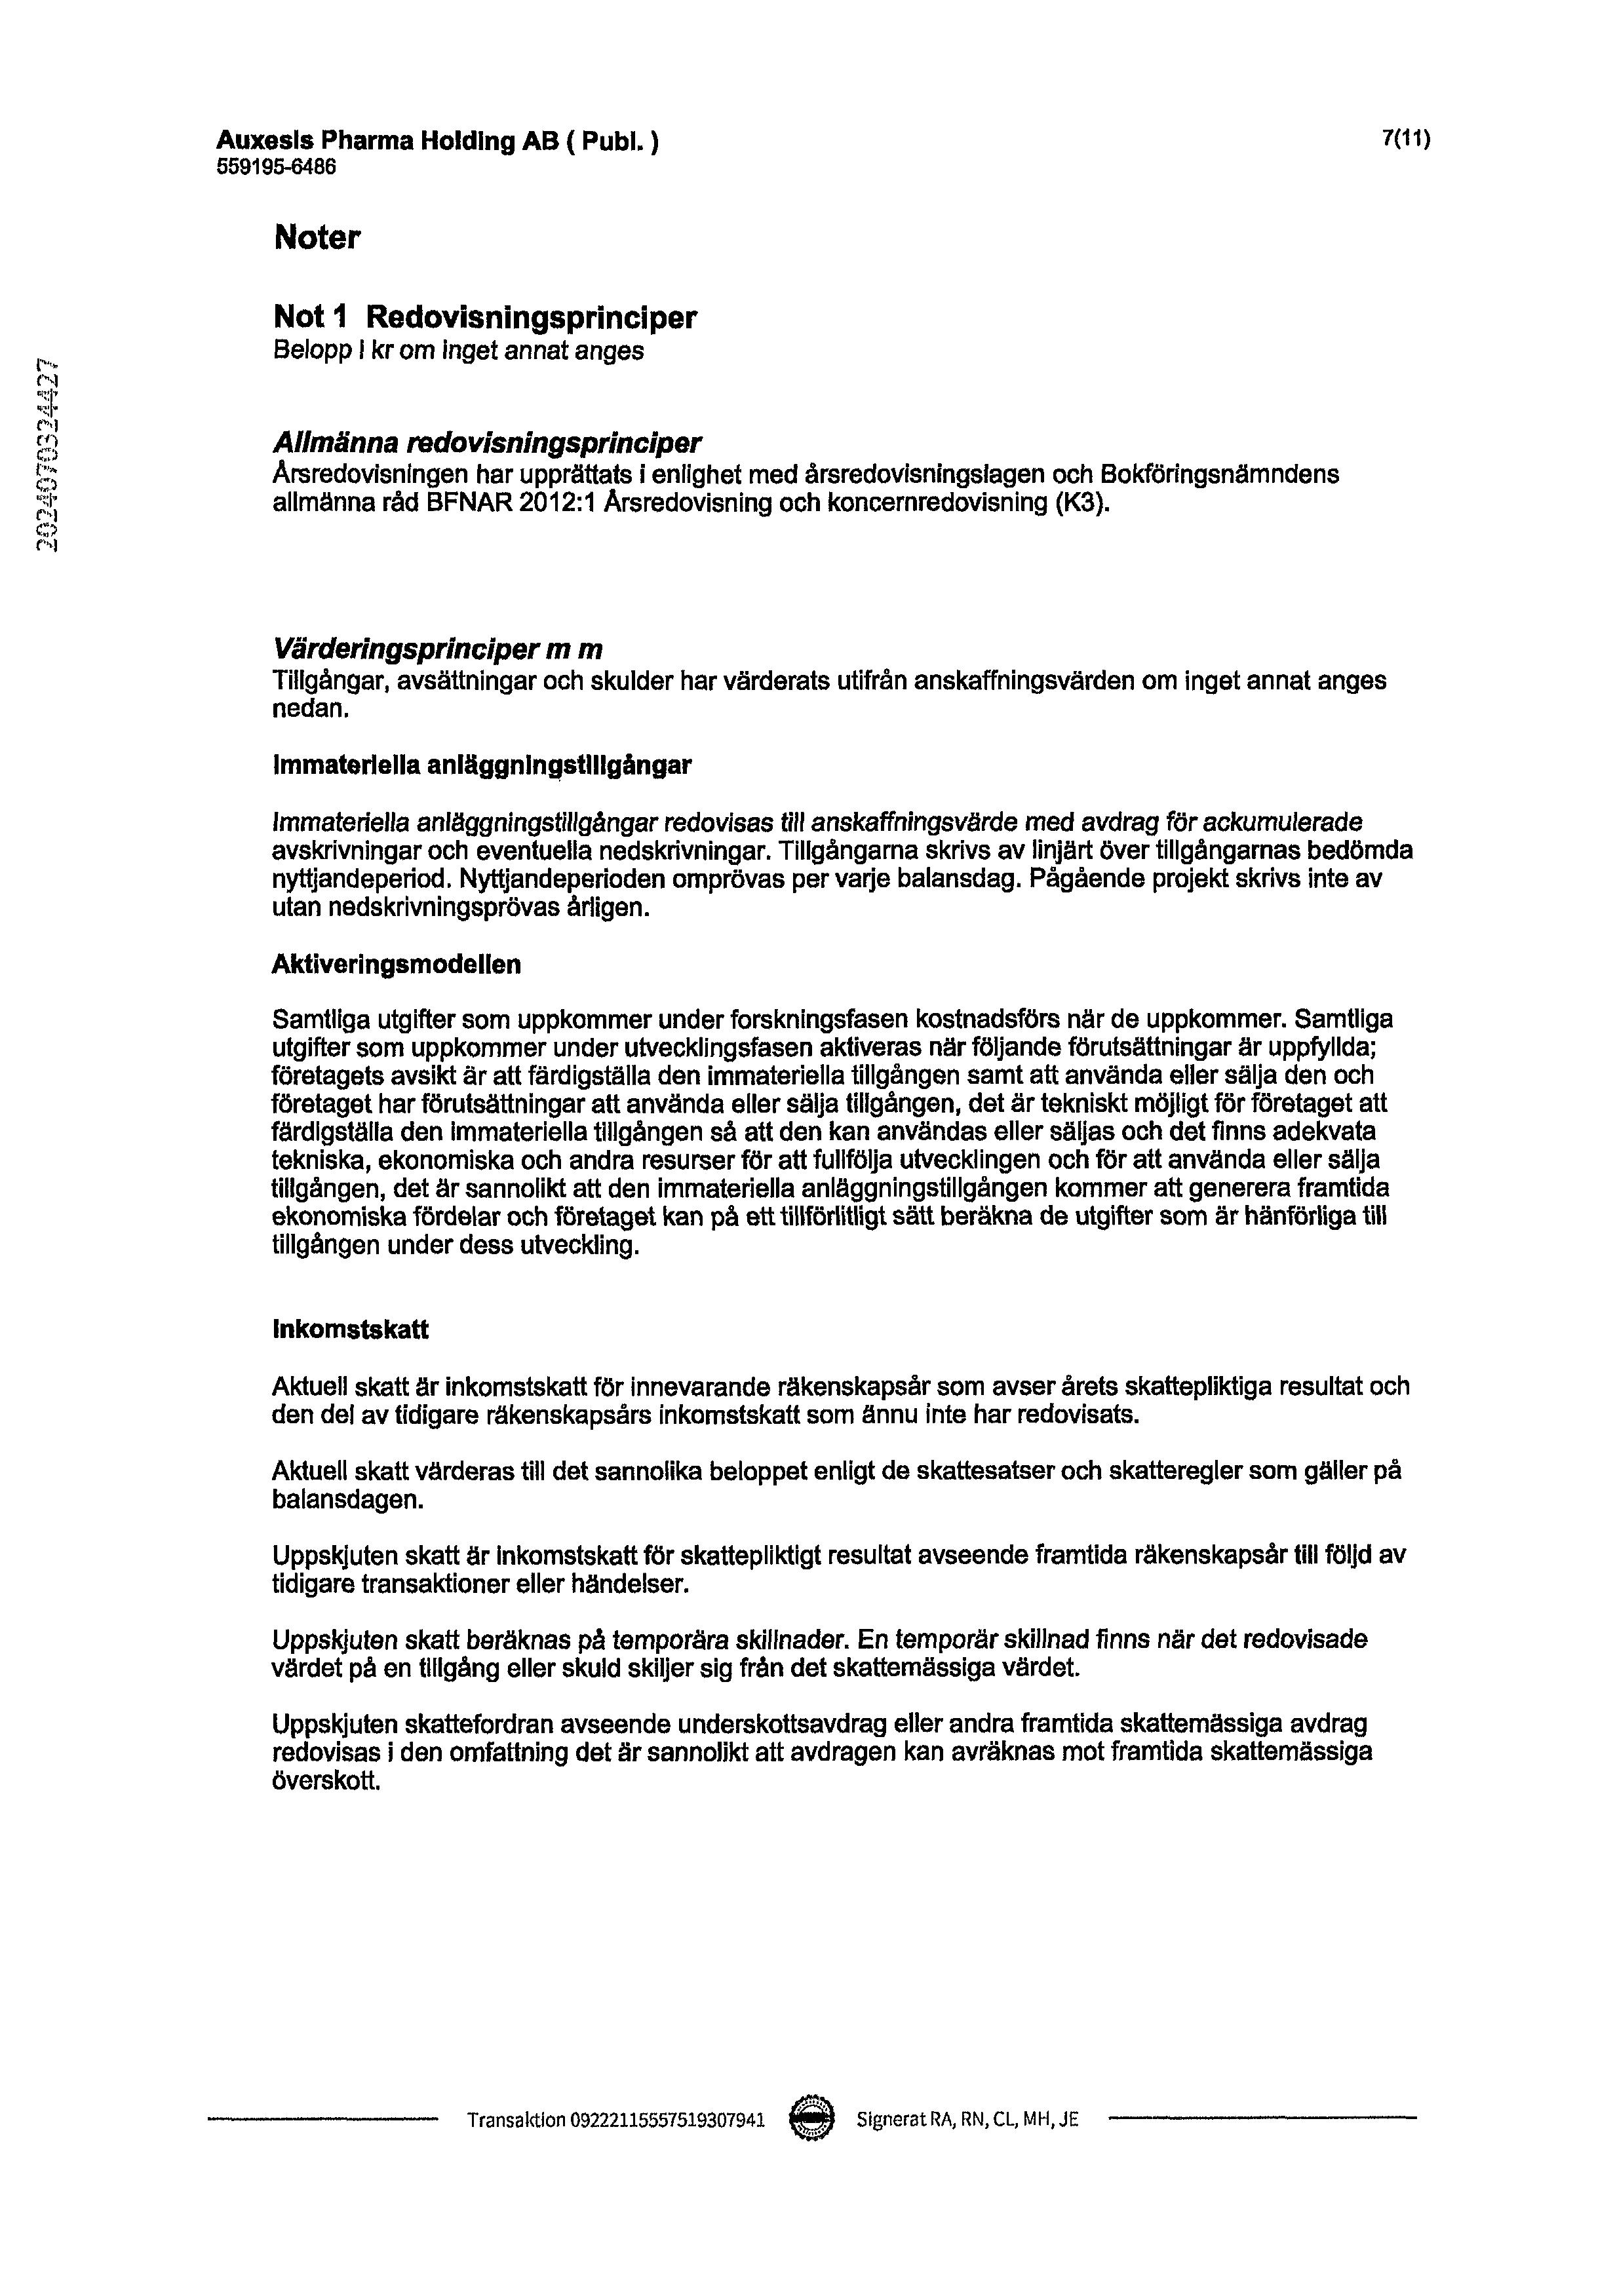 Auxesis Pharma Holding AB ( Publ. )
7(11)
559195-6486
Noter
Not 1 Redovisningsprinciper
Belopp i kr om inget annat anges
2024070324427
Allmänna redovisningsprinciper
Årsredovisningen har upprättats i enlighet med årsredovisningslagen och Bokföringsnämndens
allmänna råd BFNAR 2012:1 Årsredovisning och koncernredovisning (K3).
Värderingsprinciper m m
Tillgångar, avsättningar och skulder har värderats utifrån anskaffningsvärden om inget annat anges
nedan.
Immateriella anläggningstillgångar
Immateriella anläggningstillgångar redovisas till anskaffningsvärde med avdrag för ackumulerade
avskrivningar och eventuella nedskrivningar. Tillgångarna skrivs av linjärt över tillgångarnas bedömda
nyttjandeperiod. Nyttjandeperioden omprövas per varje balansdag. Pågående projekt skrivs inte av
utan nedskrivningsprövas årligen.
Aktiveringsmodellen
Samtliga utgifter som uppkommer under forskningsfasen kostnadsförs när de uppkommer. Samtliga
utgifter som uppkommer under utvecklingsfasen aktiveras när följande förutsättningar är uppfyllda;
företagets avsikt är att färdigställa den immateriella tillgången samt att använda eller sälja den och
företaget har förutsättningar att använda eller sälja tillgången, det är tekniskt möjligt för företaget att
färdigställa den immateriella tillgången så att den kan användas eller säljas och det finns adekvata
tekniska, ekonomiska och andra resurser för att fullfölja utvecklingen och för att använda eller sälja
tillgången, det är sannolikt att den immateriella anläggningstillgången kommer att generera framtida
ekonomiska fördelar och företaget kan på ett tillförlitligt sätt beräkna de utgifter som är hänförliga till
tillgången under dess utveckling.
Inkomstskatt
Aktuell skatt är inkomstskatt för innevarande räkenskapsår som avser årets skattepliktiga resultat och
den del av tidigare räkenskapsårs inkomstskatt som ännu inte har redovisats.
Aktuell skatt värderas till det sannolika beloppet enligt de skattesatser och skatteregler som gäller på
balansdagen.
Uppskjuten skatt är inkomstskatt för skattepliktigt resultat avseende framtida räkenskapsår till följd av
tidigare transaktioner eller händelser.
Uppskjuten skatt beräknas på temporära skillnader. En temporär skillnad finns när det redovisade
värdet på en tillgång eller skuld skiljer sig från det skattemässiga värdet.
Uppskjuten skattefordran avseende underskottsavdrag eller andra framtida skattemässiga avdrag
redovisas i den omfattning det är sannolikt att avdragen kan avräknas mot framtida skattemässiga
överskott.
Transaktion 09222115557519307941
Signerat RA, RN, CL, MH, JE